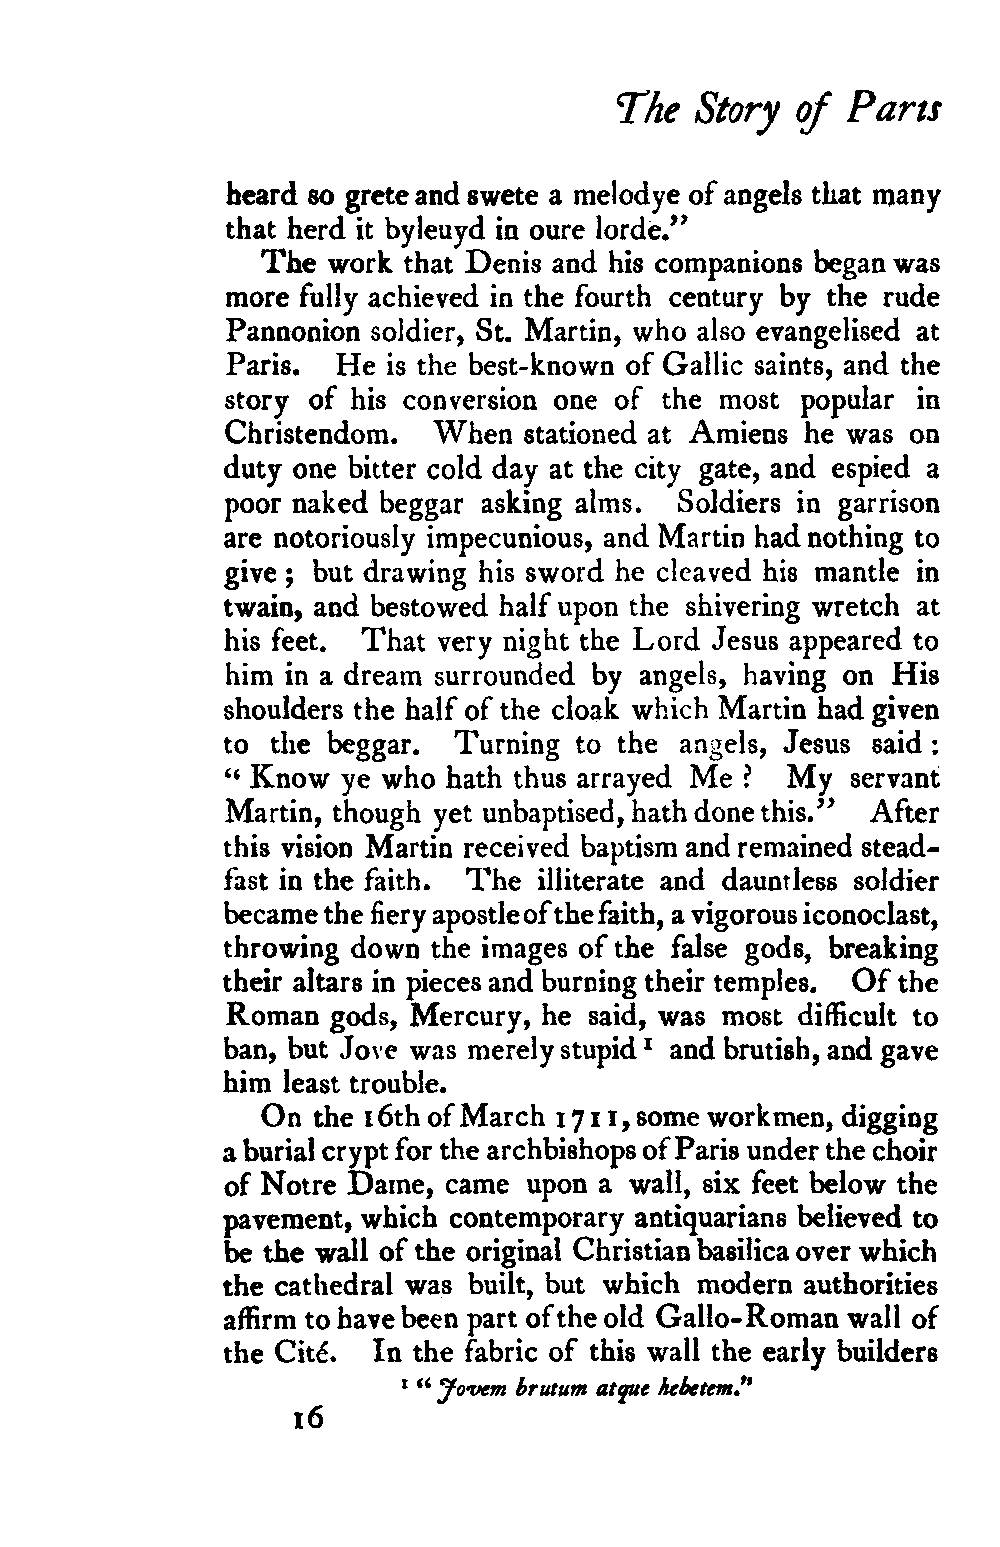 The Story of Paris
heard so grete and swete a melodye of angels that many
that herd it byleuyd in oure lorde."
The work that Denis and his companions began was
more fully achieved in the fourth century by the rude
Pannonion soldier, St. Martin, who also evangelised at
Paris. He is the best-known of Gallic saints, and the
story of his conversion one of the most popular in
Christendom. When stationed at Amiens he was on
duty one bitter cold day at the city gate, and espied a
poor naked beggar asking alms. Soldiers in garrison
are notoriously impecunious, and Martin had nothing to
give; but drawing his sword he cleaved his mantle in
twain, and bestowed half upon the shivering wretch at
his feet. That very night the Lord Jesus appeared to
him in a dream surrounded by angels, having on His
shoulders the half of the cloak which Martin had given
to the beggar. Turning to the angels, Jesus said:
"Know ye who hath thus arrayed Me? My servant
Martin, though yet unbaptised, hath done this." After
this vision Martin received baptism and remained stead-
fast in the faith. The illiterate and dauntless soldier
became the fiery apostle of the faith, a vigorous iconoclast,
throwing down the images of the false gods, breaking
their altars in pieces and burning their temples. Of the
Roman gods, Mercury, he said, was most difficult to
ban, but Jove was merely stupid¹ and brutish, and gave
him least trouble.
On the 16th of March 1711, some workmen, digging
a burial crypt for the archbishops of Paris under the choir
of Notre Dame, came upon a wall, six feet below the
pavement, which contemporary antiquarians believed to
be the wall of the original Christian basilica over which
the cathedral was built, but which modern authorities
affirm to have been part of the old Gallo-Roman wall of
the Cité. In the fabric of this wall the early builders
¹ "Jovem brutum atque hebetem."
16